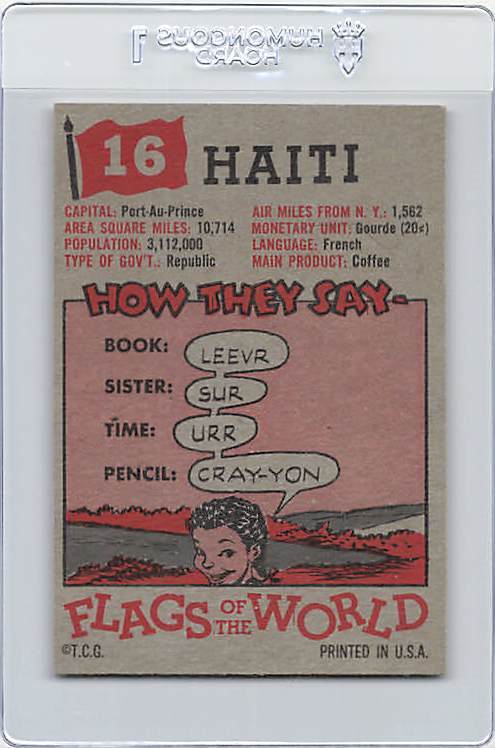 HUMONGOUS
HOARD
16 HAITI
CAPITAL: Port-Au-Prince
AREA SQUARE MILES: 10,714
POPULATION: 3,112,000
TYPE OF GOV'T.: Republic
AIR MILES FROM N. Y.: 1,562
MONETARY UNIT: Gourde (20¢)
LANGUAGE: French
MAIN PRODUCT: Coffee
HOW THEY SAY-
BOOK: LEEVR
SISTER: SUR
TIME: URR
PENCIL: CRAY-YON
FLAGS OF THE WORLD
©T.C.G.
PRINTED IN U.S.A.